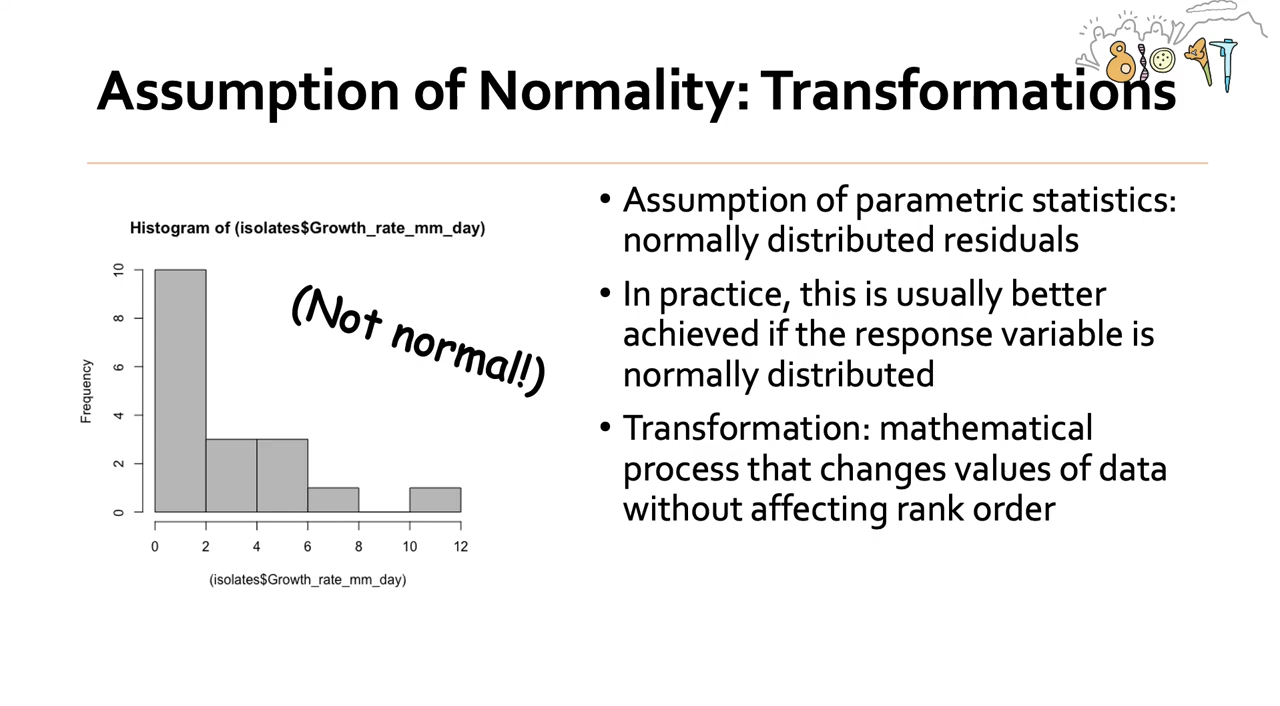 Assumption of Normality: Transformations
Histogram of (isolates$Growth_rate_mm_day)
(Not normal!)
Frequency
10
8
6
4
2
0
0 2 4 6 8 10 12
(isolates$Growth_rate_mm_day)
• Assumption of parametric statistics:
normally distributed residuals
• In practice, this is usually better
achieved if the response variable is
normally distributed
• Transformation: mathematical
process that changes values of data
without affecting rank order